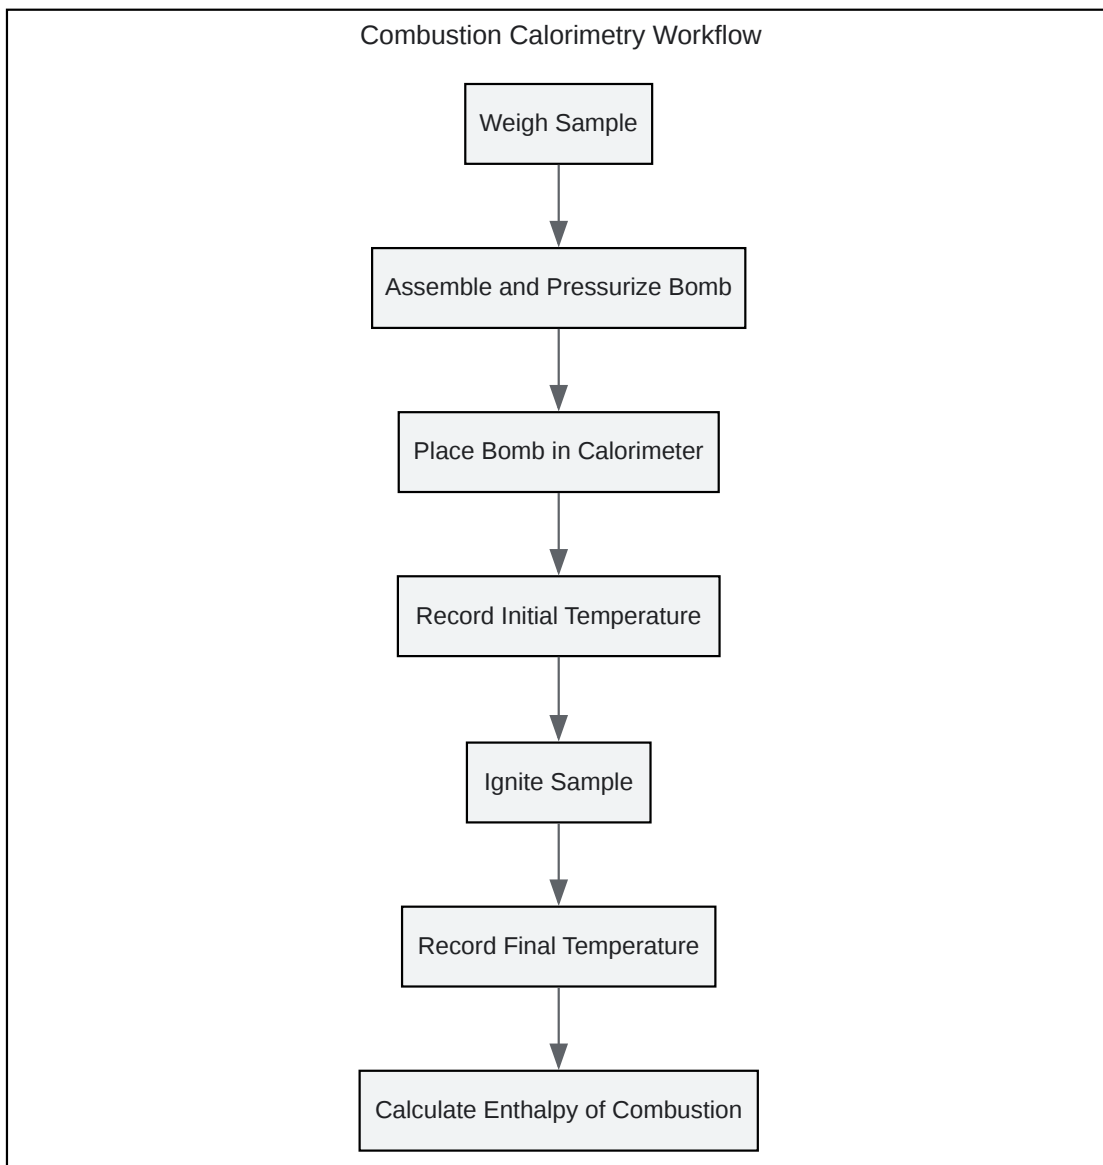 Combustion Calorimetry Workflow
Weigh Sample
Assemble and Pressurize Bomb
Place Bomb in Calorimeter
Record Initial Temperature
Ignite Sample
Record Final Temperature
Calculate Enthalpy of Combustion